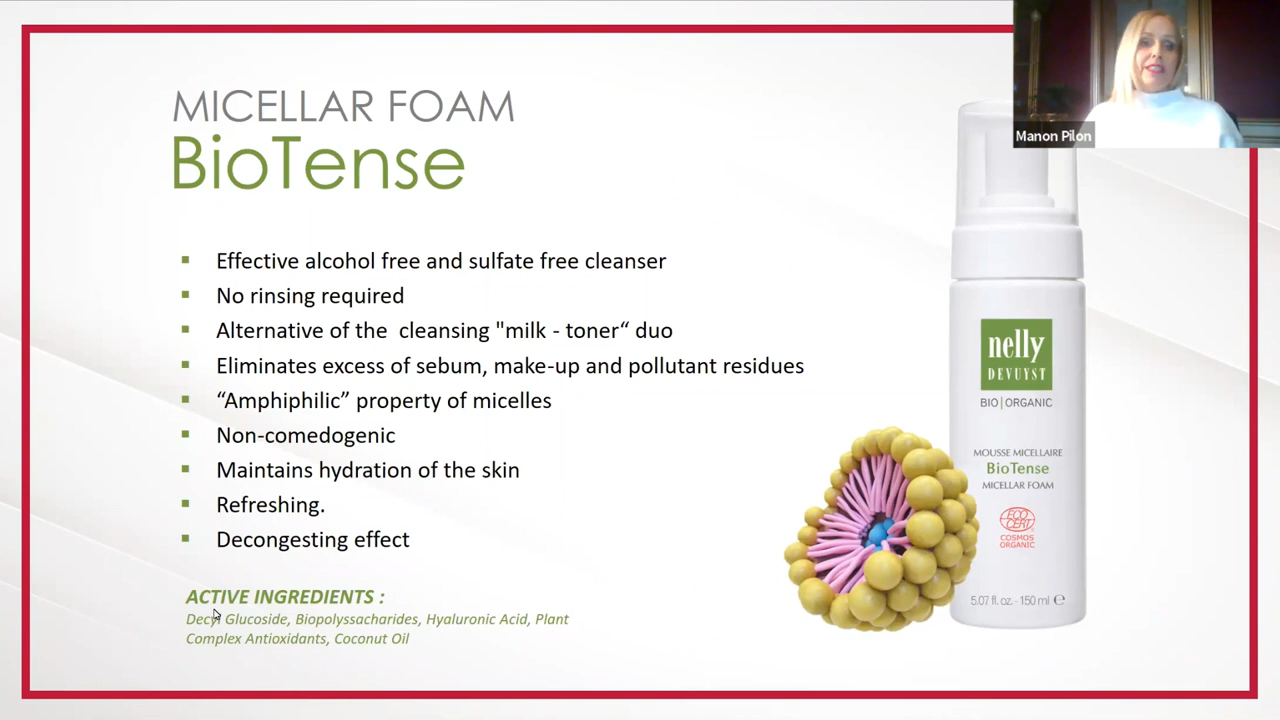 Manon Pilon
MICELLAR FOAM
BioTense
▪ Effective alcohol free and sulfate free cleanser
▪ No rinsing required
▪ Alternative of the  cleansing "milk - toner“ duo
▪ Eliminates excess of sebum, make-up and pollutant residues
▪ “Amphiphilic” property of micelles
▪ Non-comedogenic
▪ Maintains hydration of the skin
▪ Refreshing.
▪ Decongesting effect
ACTIVE INGREDIENTS :
Decyl Glucoside, Biopolyssacharides, Hyaluronic Acid, Plant
Complex Antioxidants, Coconut Oil
nelly
DEVUYST
BIO|ORGANIC
MOUSSE MICELLAIRE
BioTense
MICELLAR FOAM
ECO
CERT
COSMOS
ORGANIC
5.07 fl. oz. - 150 ml ℮